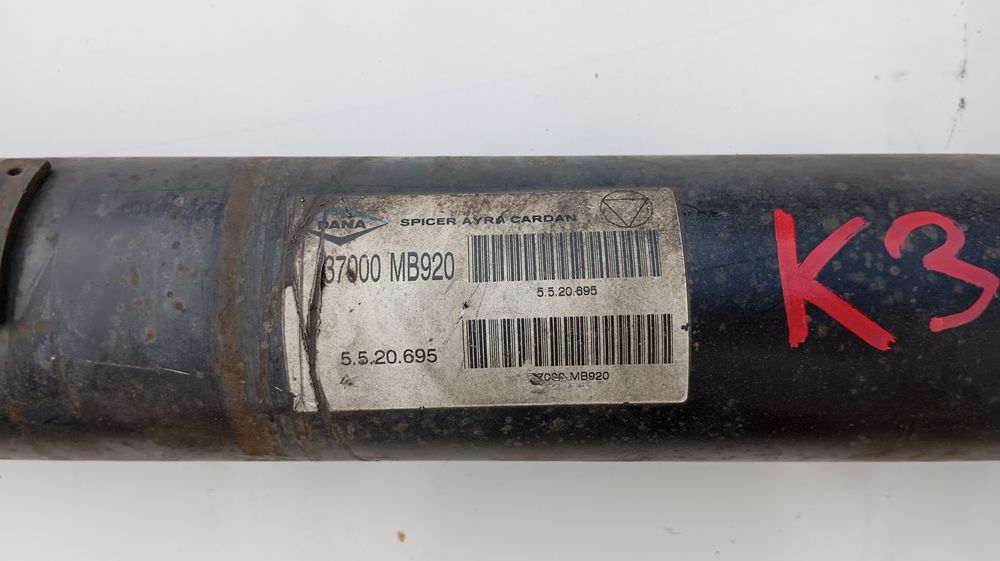 DANA
SPICER AYRA CARDAN
37000 MB920
5.5.20.695
5.5.20.695
MB920
K3